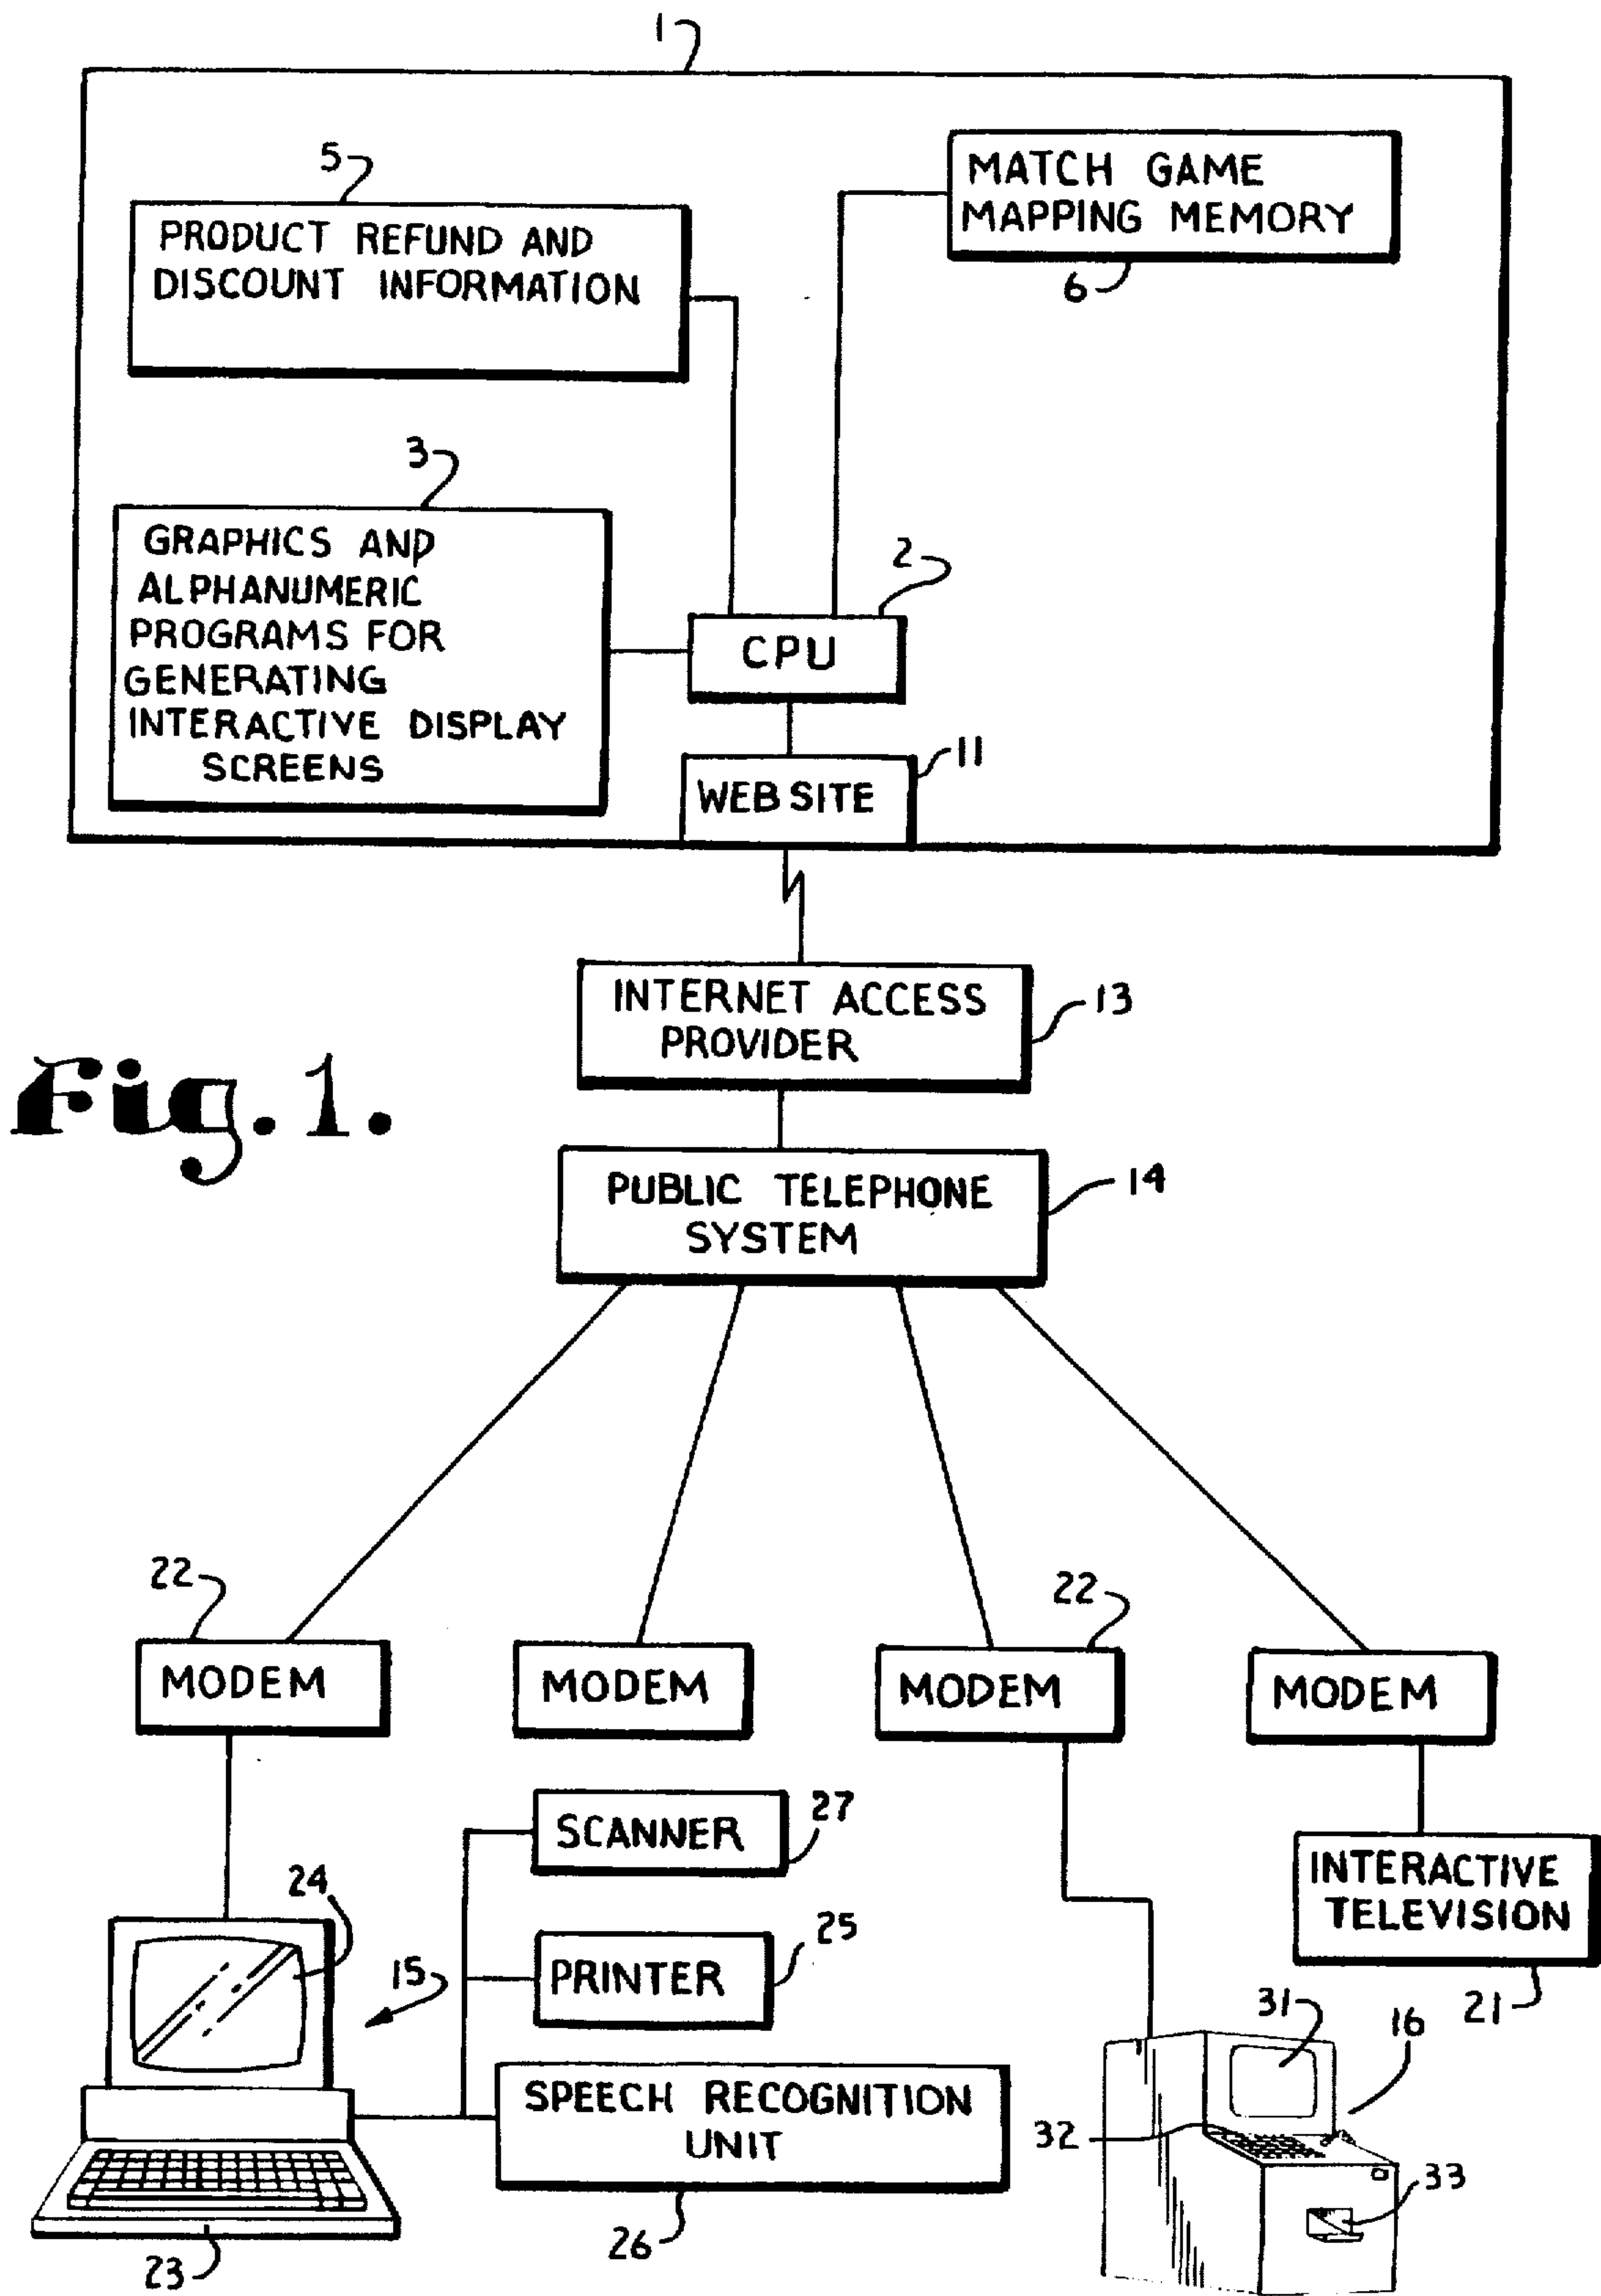 1
5
PRODUCT REFUND AND
DISCOUNT INFORMATION
MATCH GAME
MAPPING MEMORY
6
3
GRAPHICS AND
ALPHANUMERIC
PROGRAMS FOR
GENERATING
INTERACTIVE DISPLAY
SCREENS
2
CPU
11
WEB SITE
INTERNET ACCESS
PROVIDER
13
Fig. 1.
PUBLIC TELEPHONE
SYSTEM
14
22
MODEM
MODEM
22
MODEM
MODEM
SCANNER
27
24
15
PRINTER
25
INTERACTIVE
TELEVISION
21
31
16
SPEECH RECOGNITION
UNIT
26
32
33
23